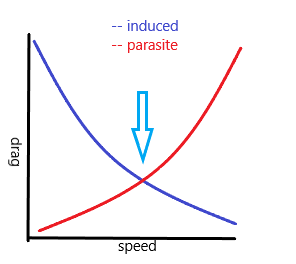 -- induced
-- parasite
drag
speed